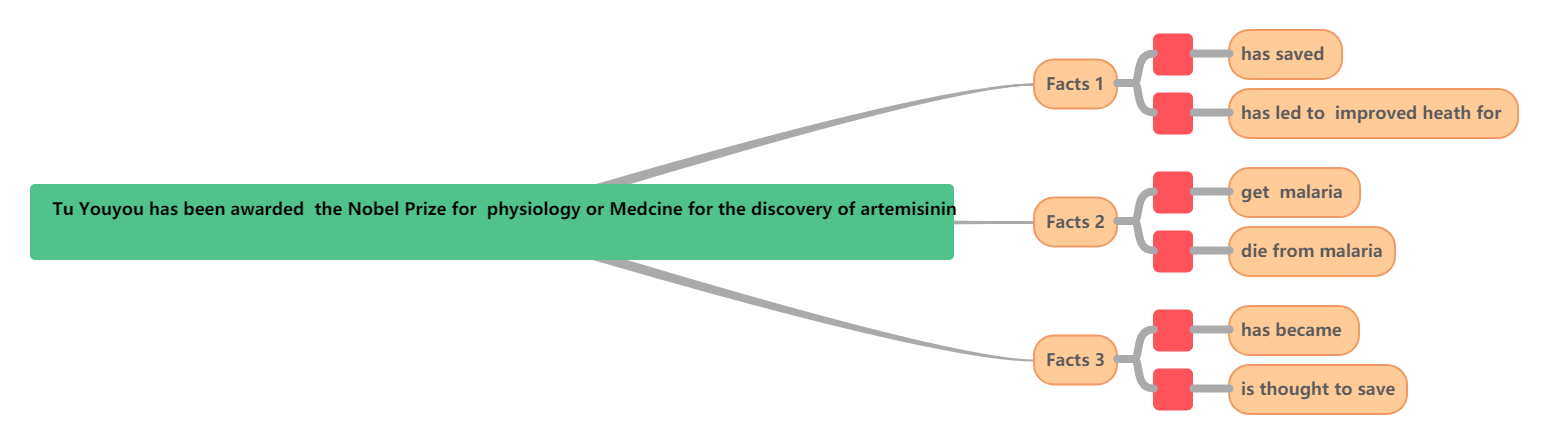 Tu Youyou has been awarded  the Nobel Prize for  physiology or Medcine for the discovery of artemisinin
Facts 1
has saved
has led to  improved heath for
Facts 2
get  malaria
die from malaria
Facts 3
has became
is thought to save